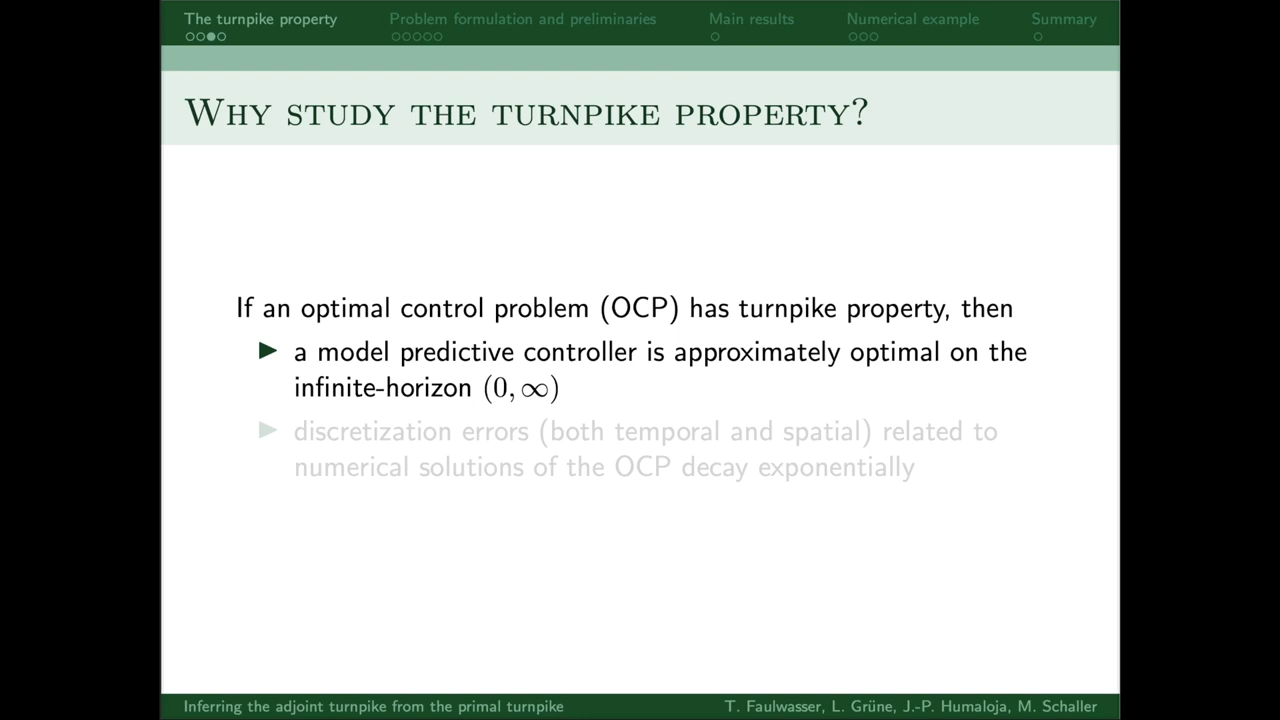 The turnpike property Problem formulation and preliminaries Main results Numerical example Summary
Why study the turnpike property?
If an optimal control problem (OCP) has turnpike property, then
▶ a model predictive controller is approximately optimal on the
infinite-horizon (0, ∞)
▶ discretization errors (both temporal and spatial) related to
numerical solutions of the OCP decay exponentially
Inferring the adjoint turnpike from the primal turnpike T. Faulwasser, L. Grüne, J.-P. Humaloja, M. Schaller